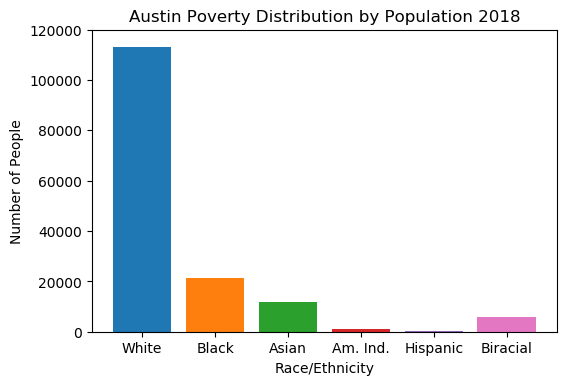 Austin Poverty Distribution by Population 2018
120000
100000
80000
60000
40000
20000
0
Number of People
White Black Asian Am. Ind. Hispanic Biracial
Race/Ethnicity